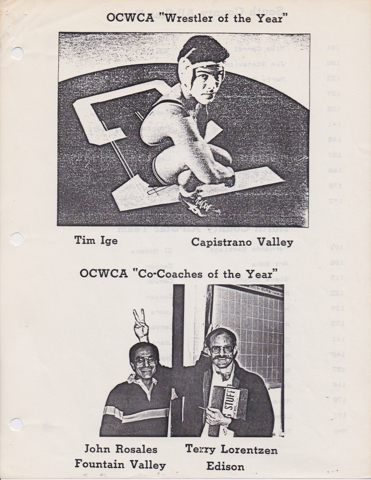 OCWCA "Wrestler of the Year"
Tim Ige Capistrano Valley
OCWCA "Co-Coaches of the Year"
STUFF
John Rosales Terry Lorentzen
Fountain Valley Edison